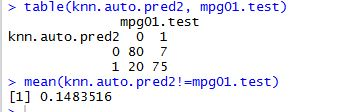 > table(knn.auto.pred2, mpg01.test)
              mpg01.test
knn.auto.pred2  0  1
             0 80  7
             1 20 75
> mean(knn.auto.pred2!=mpg01.test)
[1] 0.1483516